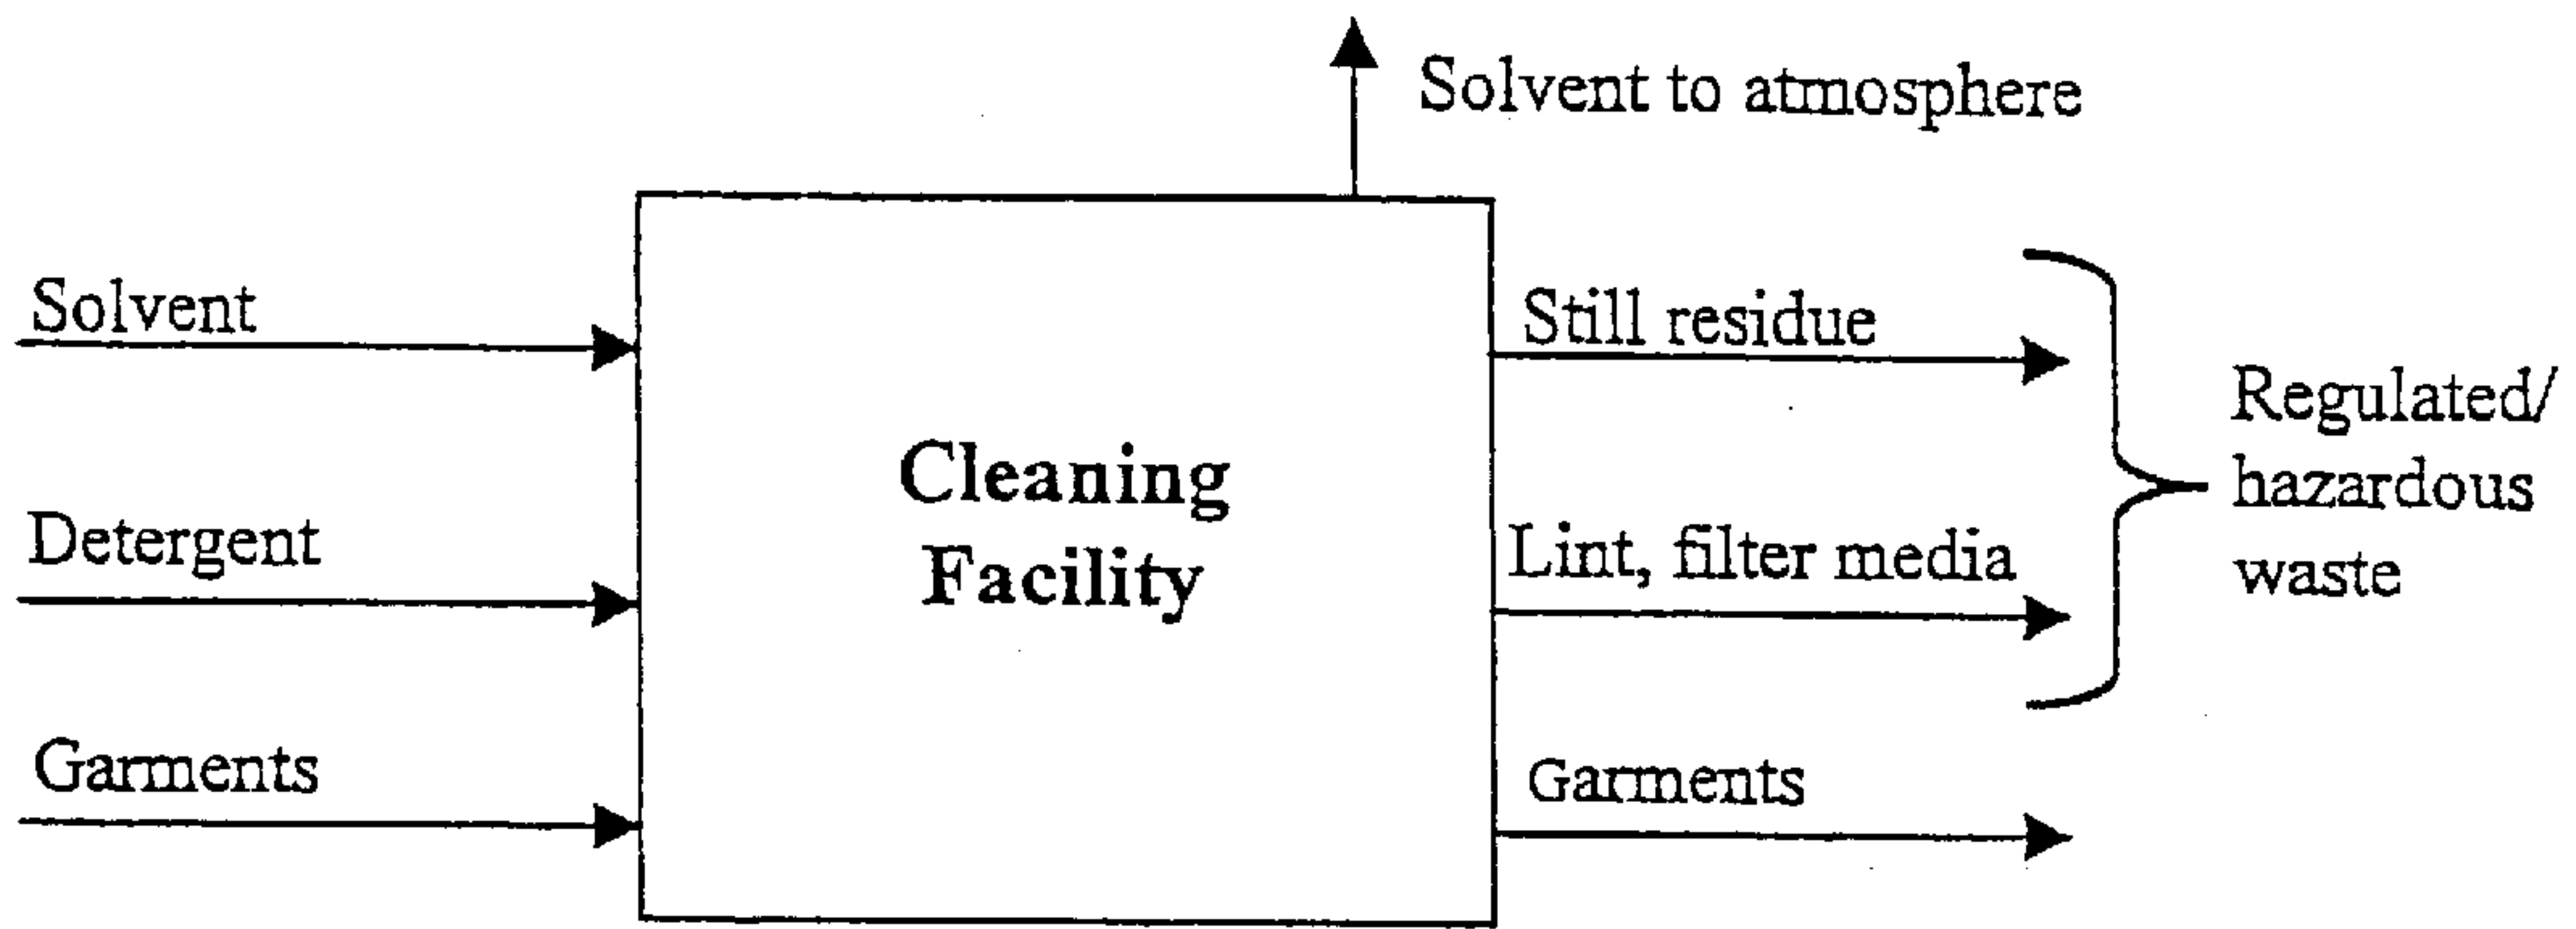 Solvent to atmosphere
Solvent
Detergent
Garments
Cleaning
Facility
Still residue
Lint, filter media
Garments
Regulated/
hazardous
waste